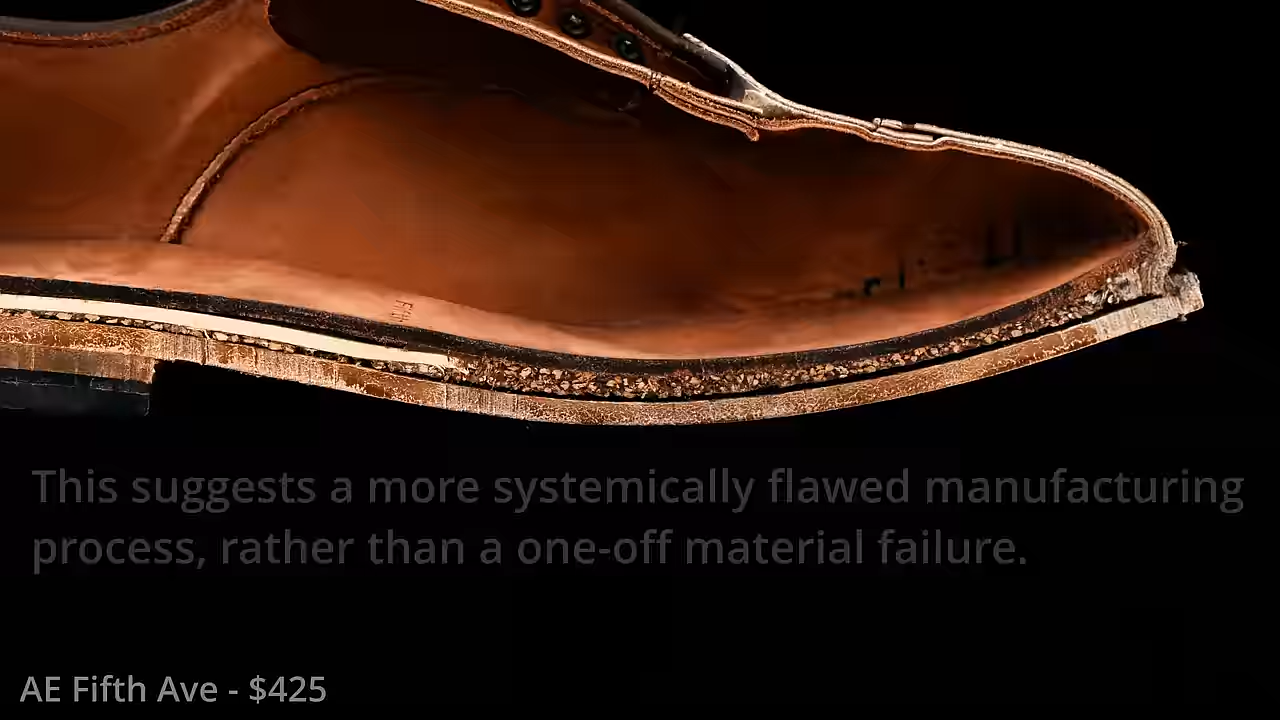 This suggests a more systemically flawed manufacturing
process, rather than a one-off material failure.
AE Fifth Ave - $425